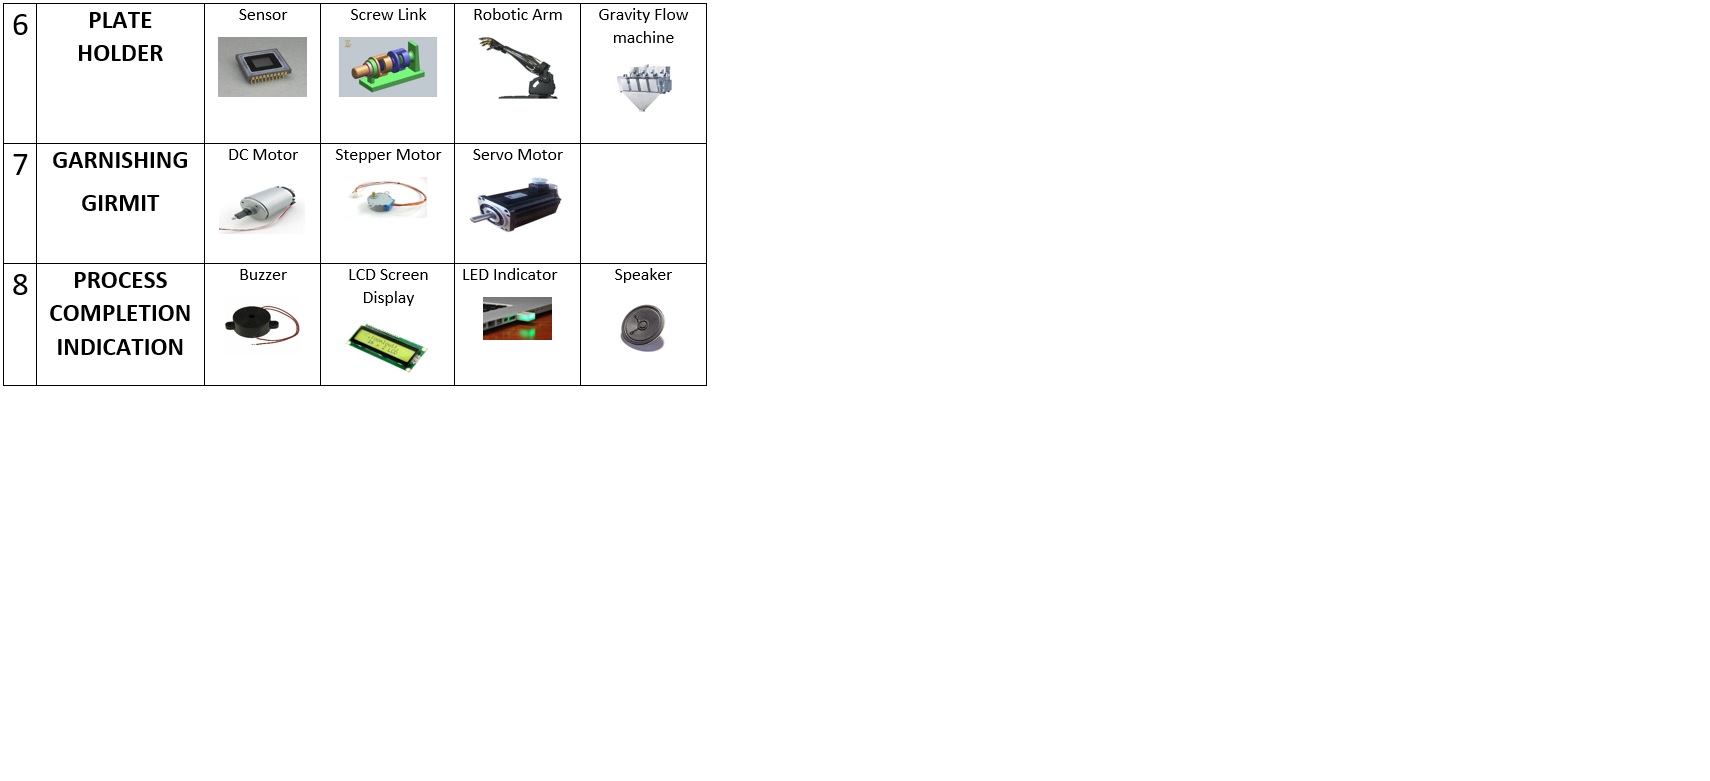 6
PLATE
HOLDER
Sensor
Screw Link
Robotic Arm
Gravity Flow
machine
7
GARNISHING
GIRMIT
DC Motor
Stepper Motor
Servo Motor
8
PROCESS
COMPLETION
INDICATION
Buzzer
LCD Screen
Display
LED Indicator
Speaker